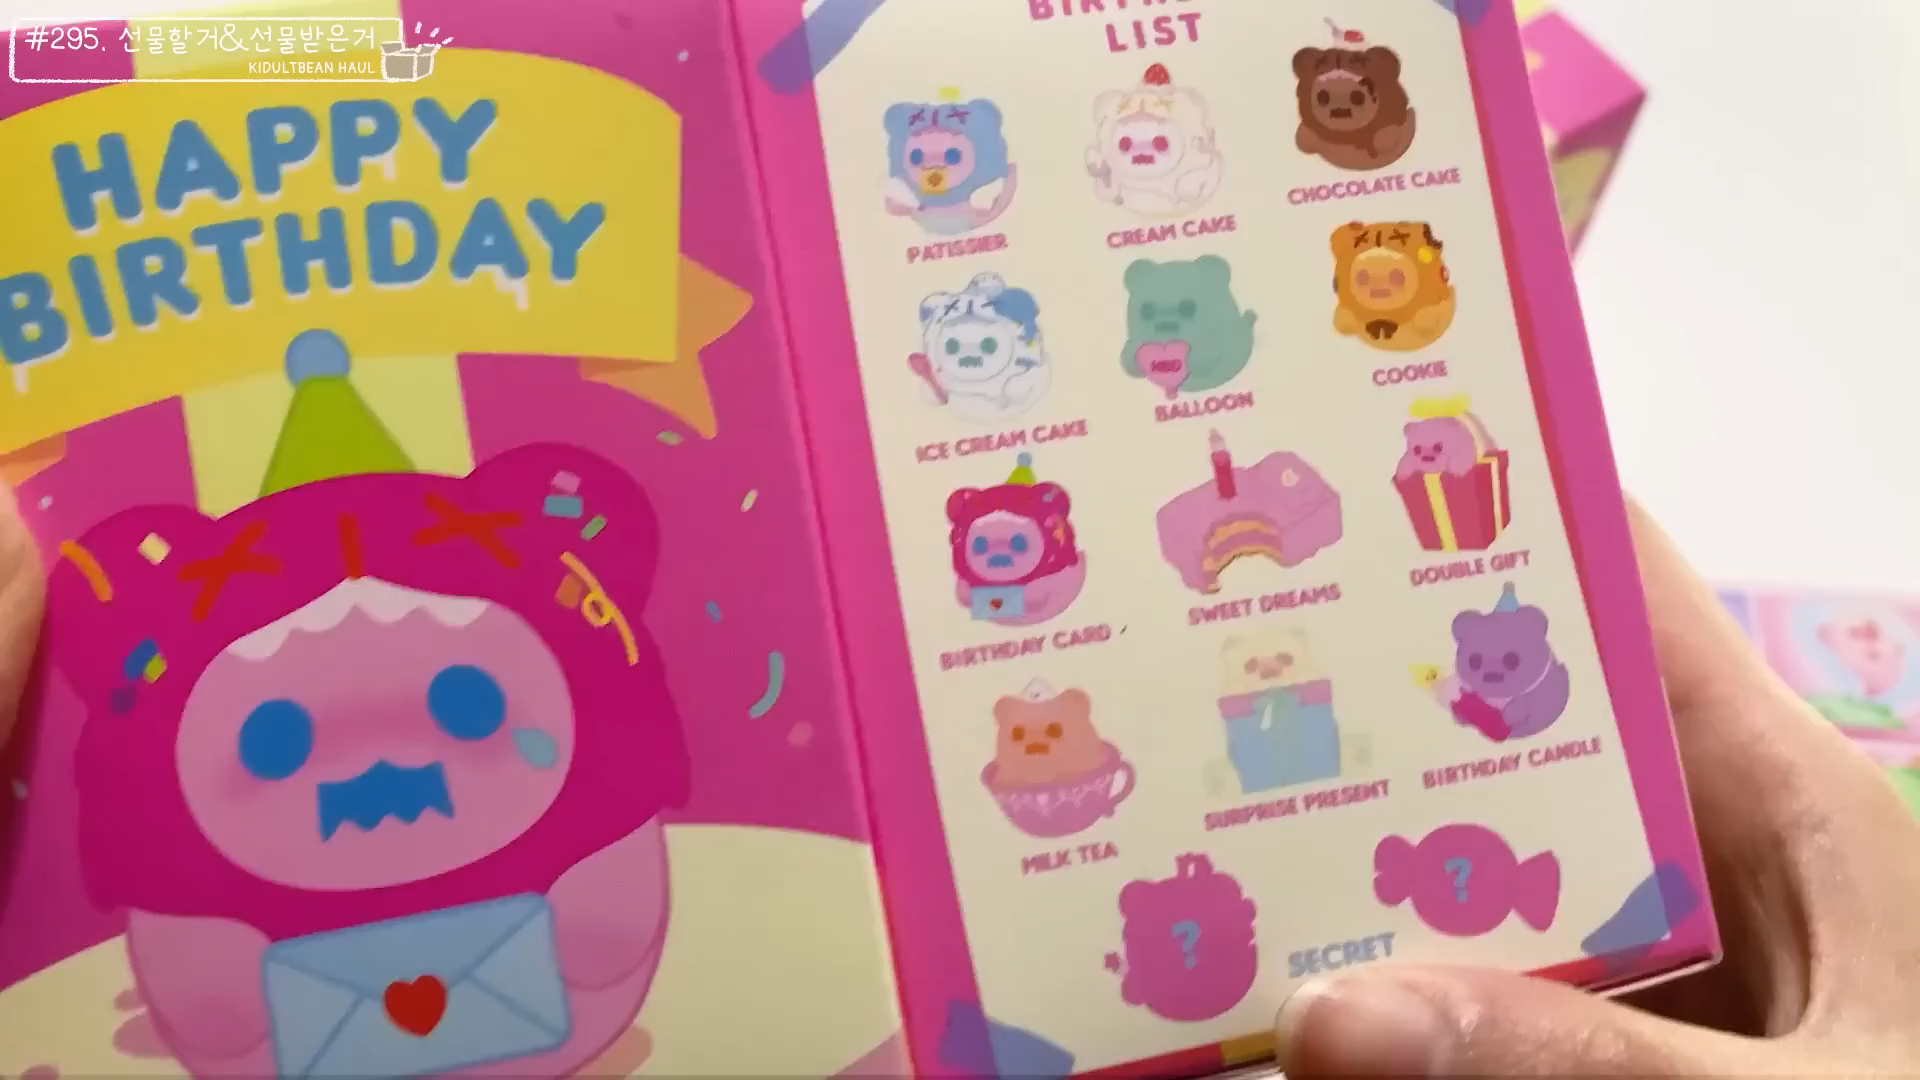 #295. 선물할거&선물받은거
KIDULTBEAN HAUL
HAPPY
BIRTHDAY
LIST
PATISSIER
CREAM CAKE
CHOCOLATE CAKE
ICE CREAM CAKE
BALLOON
HBD
COOKIE
BIRTHDAY CARD
SWEET DREAMS
DOUBLE GIFT
MILK TEA
SURPRISE PRESENT
BIRTHDAY CANDLE
?
?
SECRET